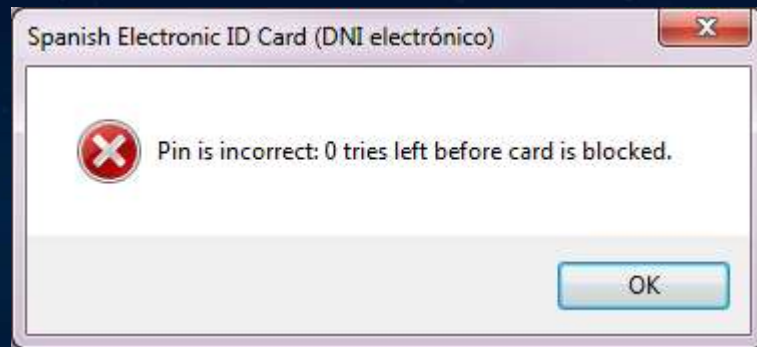 Spanish Electronic ID Card (DNI electrónico)
Pin is incorrect: 0 tries left before card is blocked.
OK